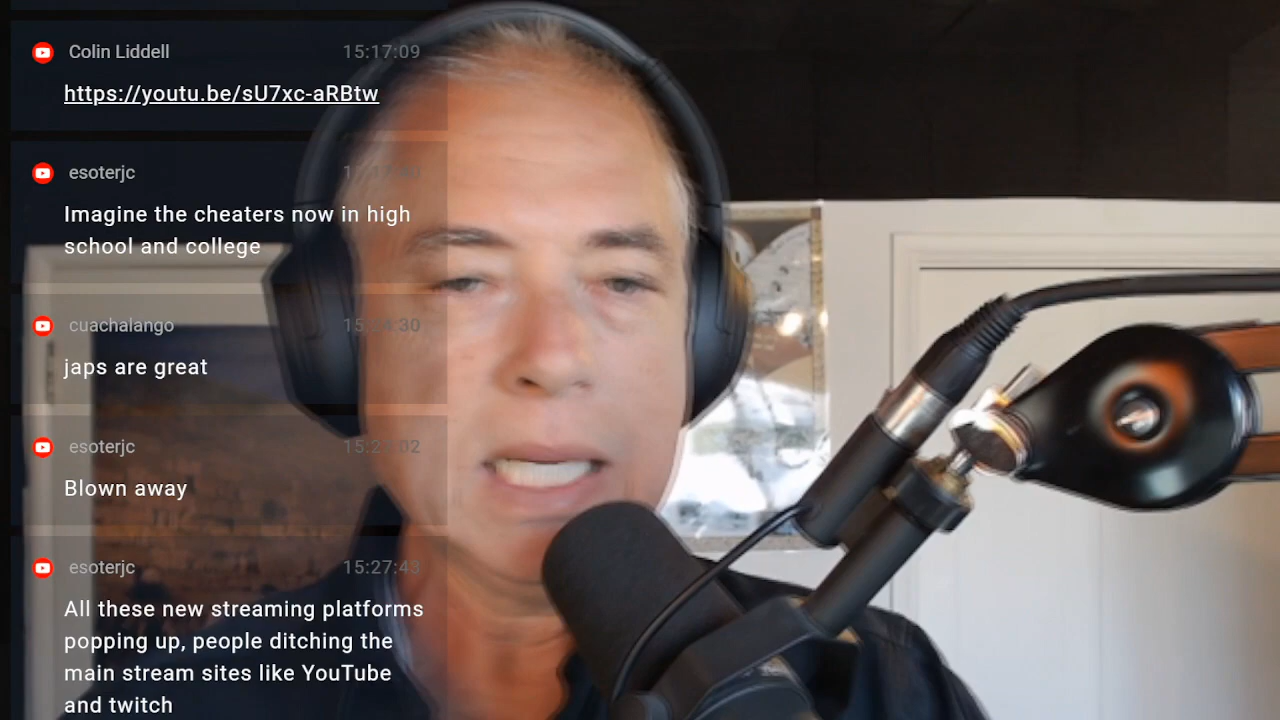 Colin Liddell 15:17:09
https://youtu.be/sU7xc-aRBtw
esoterjc
Imagine the cheaters now in high
school and college
cuachalango
japs are great
esoterjc
Blown away
esoterjc 15:27:43
All these new streaming platforms
popping up, people ditching the
main stream sites like YouTube
and twitch